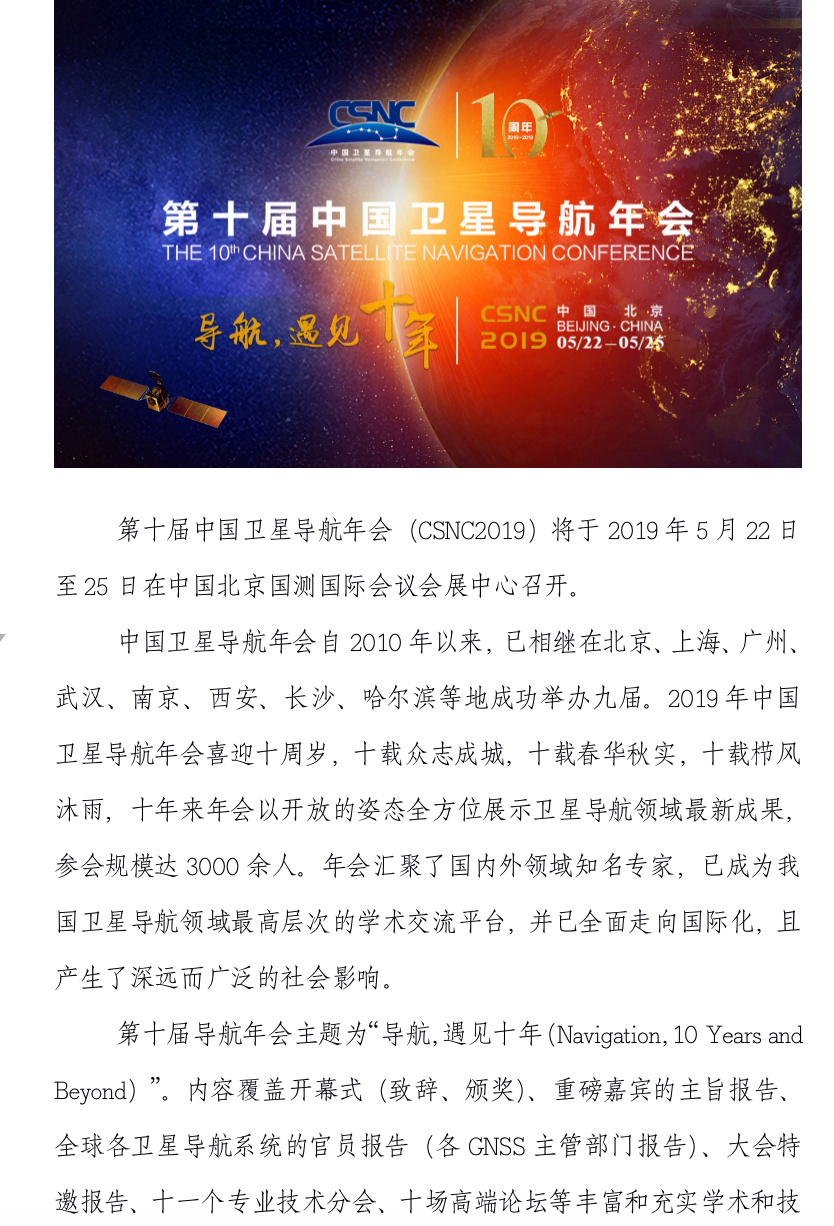 CSNC
中国卫星导航年会
China Satellite Navigation Conference
10
周年
2010-2019
第十届中国卫星导航年会
THE 10th CHINA SATELLITE NAVIGATION CONFERENCE
导航，遇见十年
CSNC
2019
中国 北·京
BEIJING · CHINA
05/22—05/25
第十届中国卫星导航年会（CSNC2019）将于 2019 年 5 月 22 日
至 25 日在中国北京国测国际会议会展中心召开。
中国卫星导航年会自 2010 年以来，已相继在北京、上海、广州、
武汉、南京、西安、长沙、哈尔滨等地成功举办九届。2019 年中国
卫星导航年会喜迎十周岁，十载众志成城，十载春华秋实，十载栉风
沐雨，十年来年会以开放的姿态全方位展示卫星导航领域最新成果，
参会规模达 3000 余人。年会汇聚了国内外领域知名专家，已成为我
国卫星导航领域最高层次的学术交流平台，并已全面走向国际化，且
产生了深远而广泛的社会影响。
第十届导航年会主题为“导航,遇见十年（Navigation, 10 Years and
Beyond）”。内容覆盖开幕式（致辞、颁奖）、重磅嘉宾的主旨报告、
全球各卫星导航系统的官员报告（各 GNSS 主管部门报告）、大会特
邀报告、十一个专业技术分会、十场高端论坛等丰富和充实学术和技